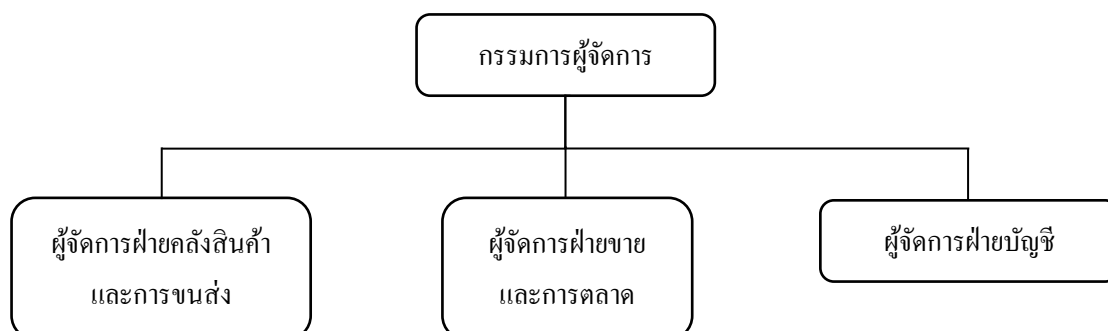 กรรมการผู้จัดการ
ผู้จัดการฝ่ายคลังสินค้า
และการขนส่ง
ผู้จัดการฝ่ายขาย
และการตลาด
ผู้จัดการฝ่ายบัญชี